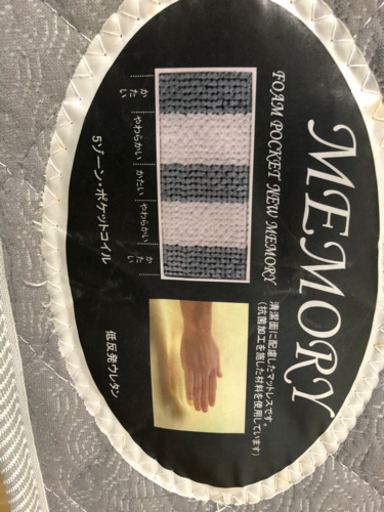 MEMORY
FOAM POCKET NEW MEMORY
かたい
やわらかい
かたい
やわらかい
かたい
5ゾーン・ポケットコイル
清潔面に配慮したマットレスです。
(抗菌加工を施した材料を使用しています)
低反発ウレタン